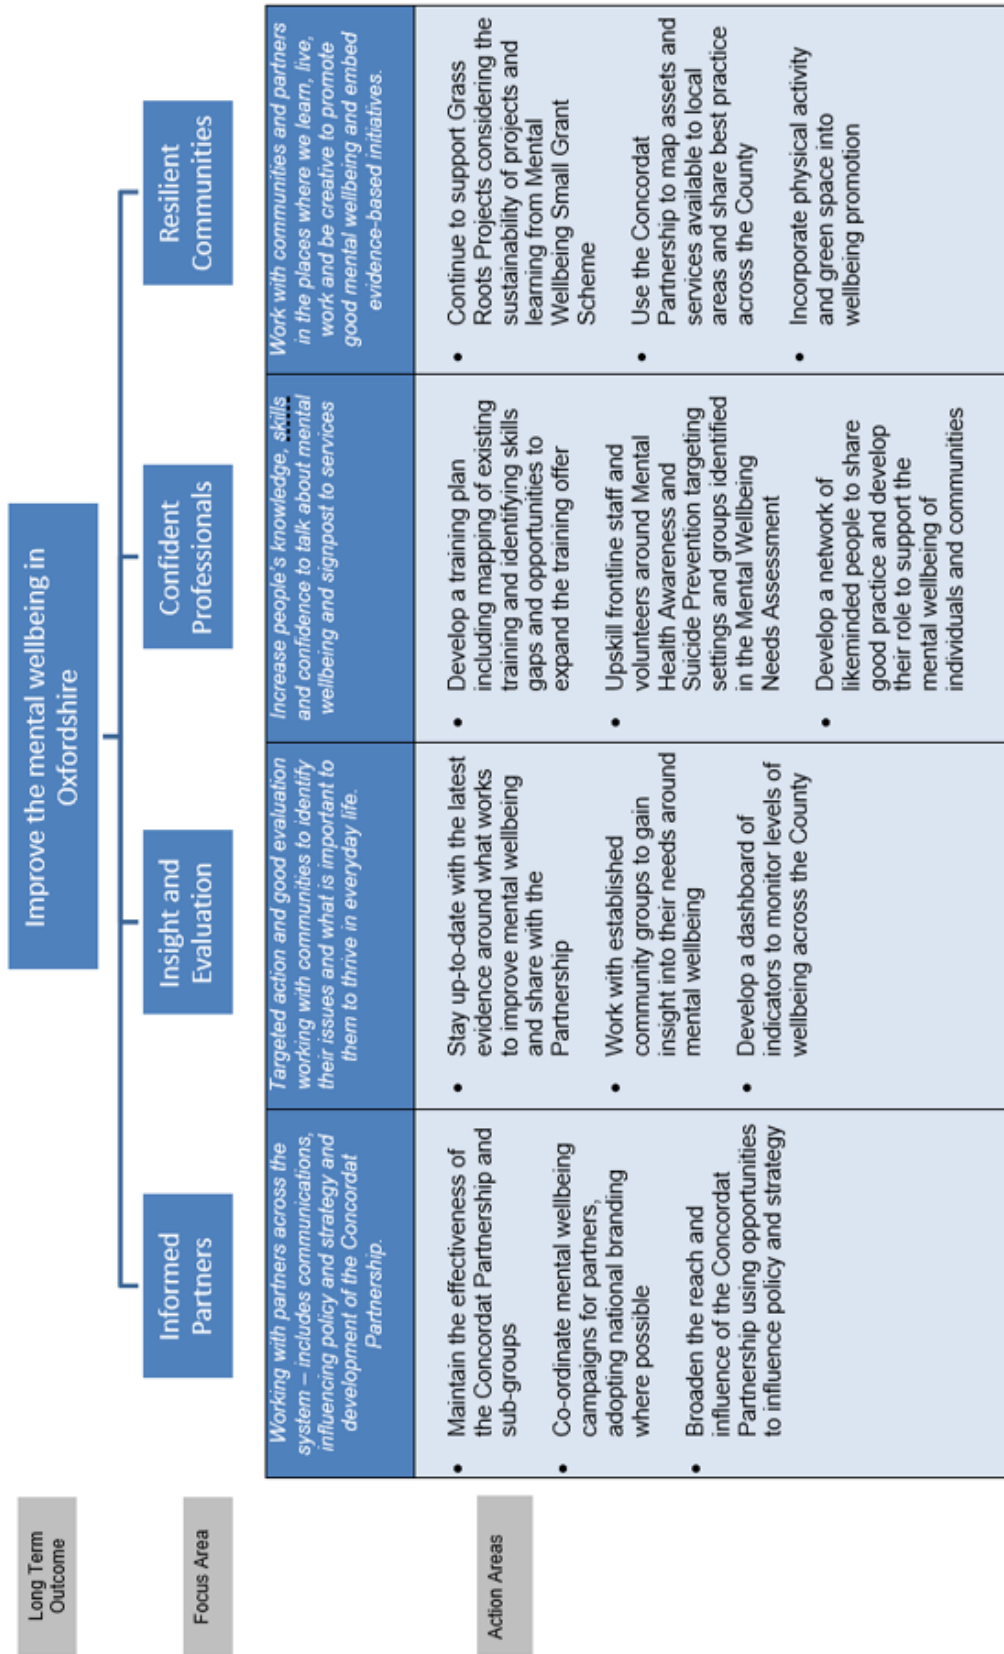 Long Term
Outcome
Improve the mental wellbeing in
Oxfordshire
Focus Area
Informed
Partners
Insight and
Evaluation
Confident
Professionals
Resilient
Communities
Working with partners across the
system – includes communications,
influencing policy and strategy and
development of the Concordat
Partnership.
Targeted action and good evaluation
working with communities to identify
their issues and what is important to
them to thrive in everyday life.
Increase people's knowledge, skills
and confidence to talk about mental
wellbeing and signpost to services
Work with communities and partners
in the places where we learn, live,
work and be creative to promote
good mental wellbeing and embed
evidence-based initiatives.
Action Areas
• Maintain the effectiveness of
the Concordat Partnership and
sub-groups
• Co-ordinate mental wellbeing
campaigns for partners,
adopting national branding
where possible
• Broaden the reach and
influence of the Concordat
Partnership using opportunities
to influence policy and strategy
• Stay up-to-date with the latest
evidence around what works
to improve mental wellbeing
and share with the
Partnership
• Work with established
community groups to gain
insight into their needs around
mental wellbeing
• Develop a dashboard of
indicators to monitor levels of
wellbeing across the County
• Develop a training plan
including mapping of existing
training and identifying skills
gaps and opportunities to
expand the training offer
• Upskill frontline staff and
volunteers around Mental
Health Awareness and
Suicide Prevention targeting
settings and groups identified
in the Mental Wellbeing
Needs Assessment
• Develop a network of
likeminded people to share
good practice and develop
their role to support the
mental wellbeing of
individuals and communities
• Continue to support Grass
Roots Projects considering the
sustainability of projects and
learning from Mental
Wellbeing Small Grant
Scheme
• Use the Concordat
Partnership to map assets and
services available to local
areas and share best practice
across the County
• Incorporate physical activity
and green space into
wellbeing promotion